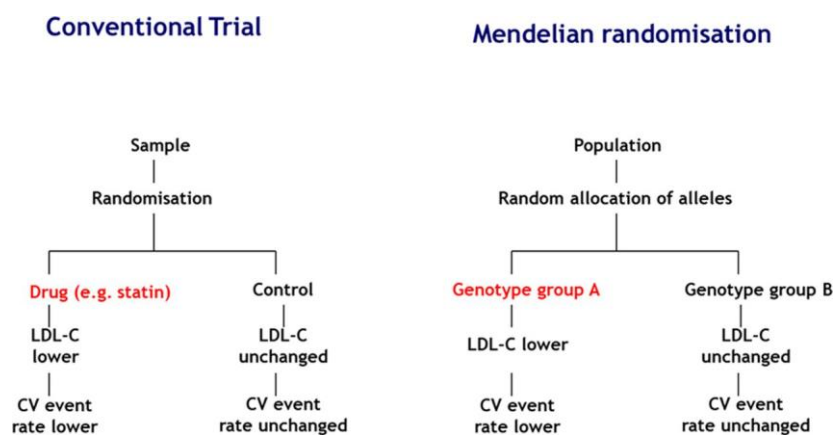 Conventional Trial
Sample
Randomisation
Drug (e.g. statin)
Control
LDL-C
lower
LDL-C
unchanged
CV event
rate lower
CV event
rate unchanged
Mendelian randomisation
Population
Random allocation of alleles
Genotype group A
Genotype group B
LDL-C lower
LDL-C
unchanged
CV event
rate lower
CV event
rate unchanged